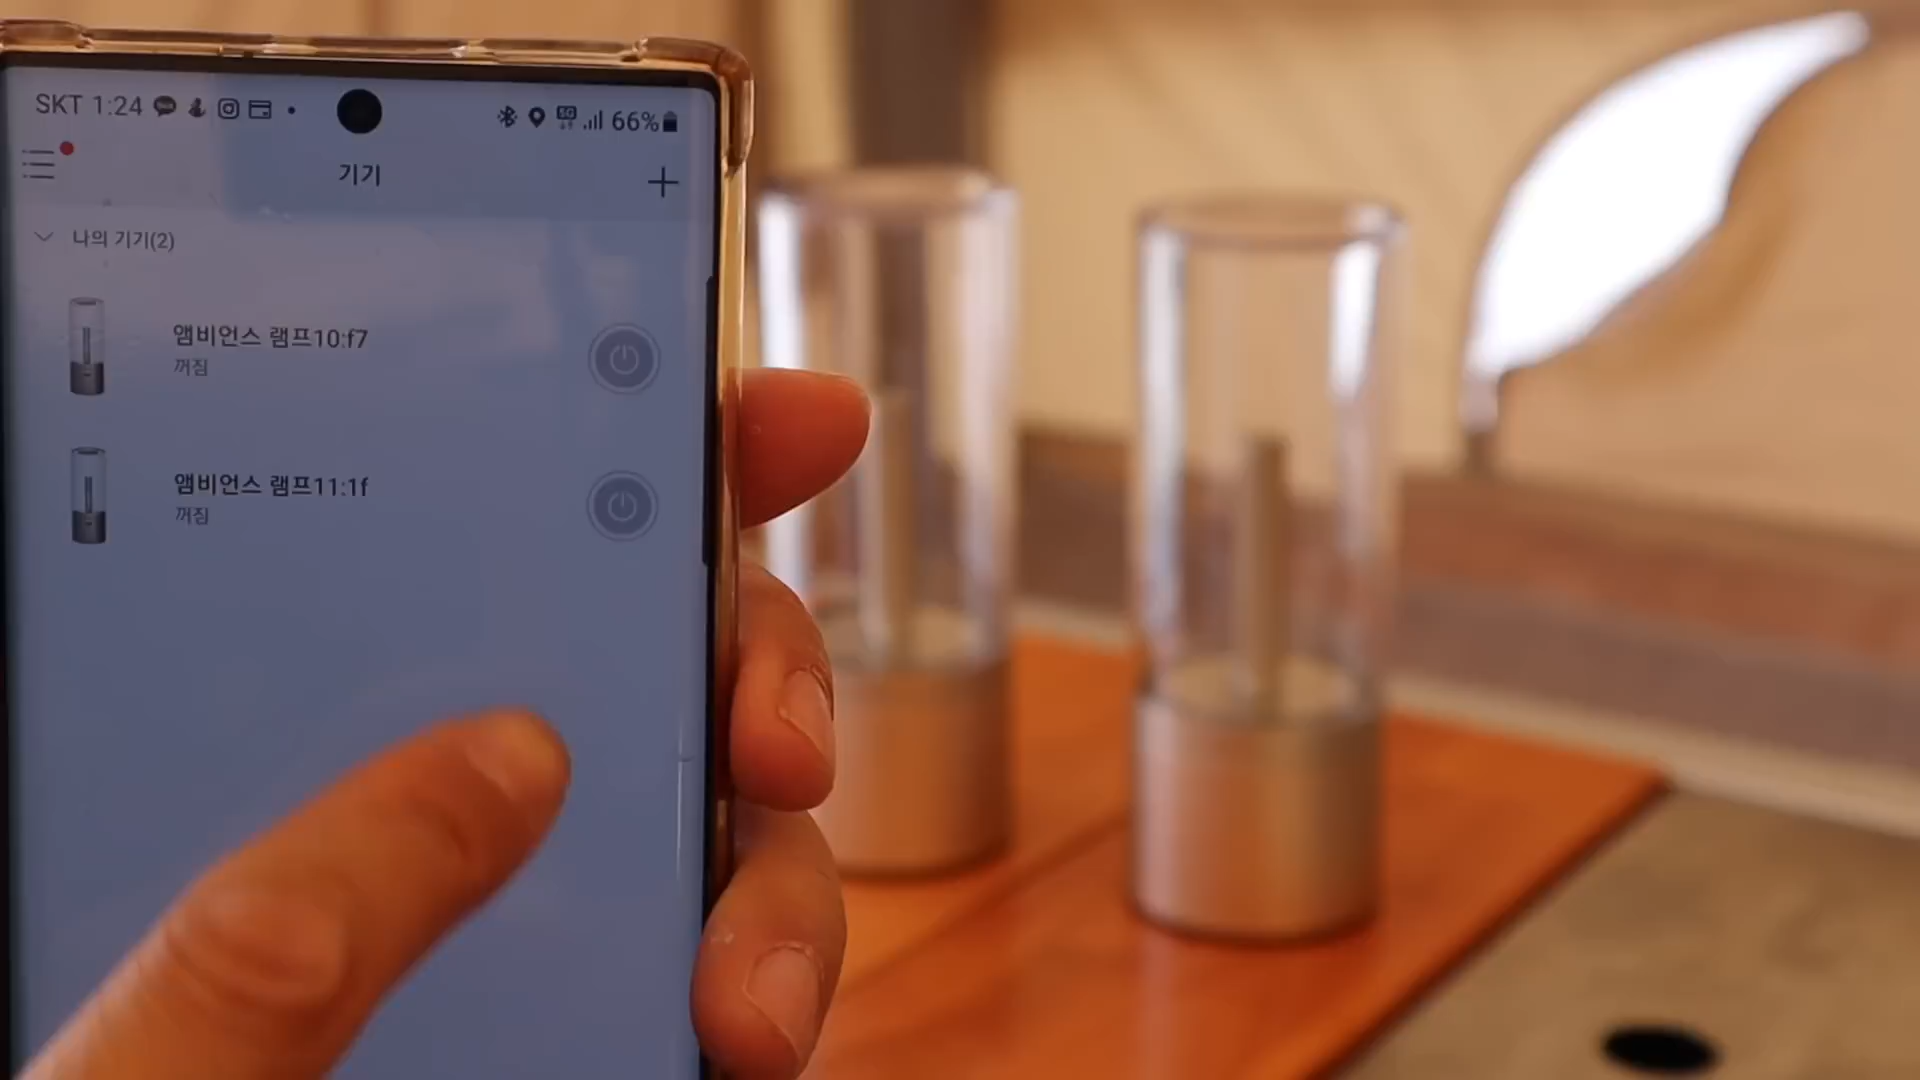 SKT 1:24
66%
기기
나의 기기(2)
앰비언스 램프10:f7
꺼짐
앰비언스 램프11:1f
꺼짐